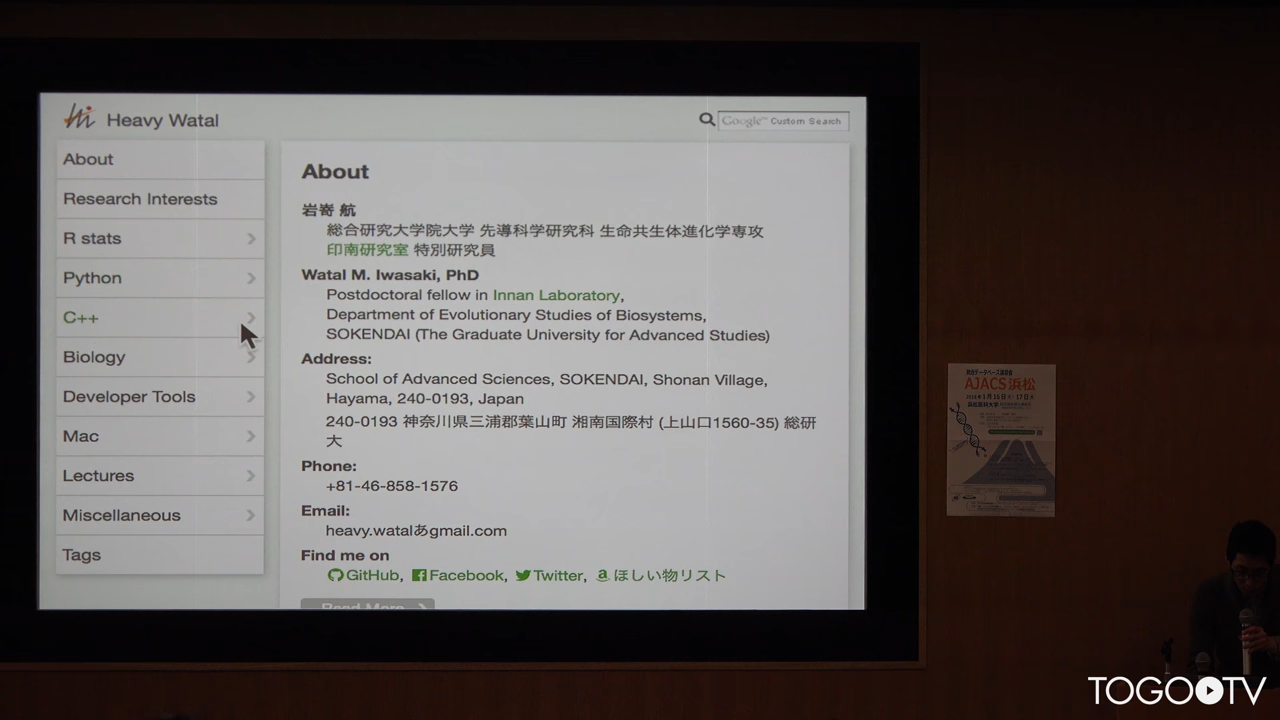 Heavy Watal
Google™ Custom Search
About
Research Interests
R stats
Python
C++
Biology
Developer Tools
Mac
Lectures
Miscellaneous
Tags
About
岩嵜 航
総合研究大学院大学 先導科学研究科 生命共生体進化学専攻
印南研究室 特別研究員
Watal M. Iwasaki, PhD
Postdoctoral fellow in Innan Laboratory,
Department of Evolutionary Studies of Biosystems,
SOKENDAI (The Graduate University for Advanced Studies)
Address:
School of Advanced Sciences, SOKENDAI, Shonan Village,
Hayama, 240-0193, Japan
240-0193 神奈川県三浦郡葉山町 湘南国際村 (上山口1560-35) 総研
大
Phone:
+81-46-858-1576
Email:
heavy.watalあgmail.com
Find me on
GitHub, Facebook, Twitter, ほしい物リスト
Read More
AJACS浜松
TOGOTV